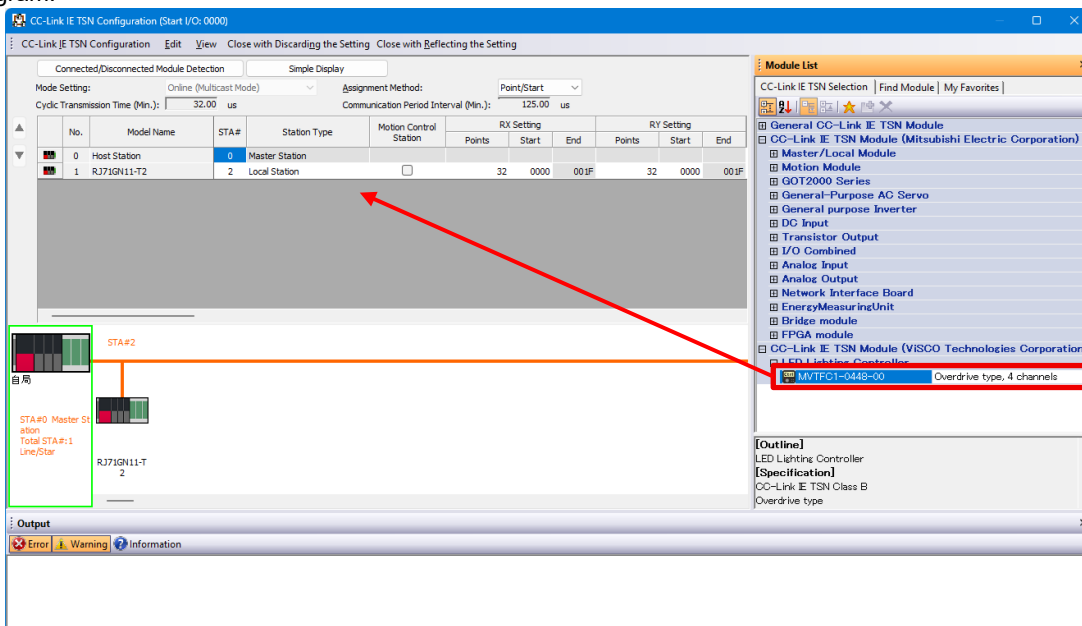 CC-Link IE TSN Configuration (Start I/O: 0000)
CC-Link IE TSN Configuration Edit View Close with Discarding the Setting Close with Reflecting the Setting
Connected/Disconnected Module Detection Simple Display
Mode Setting: Online (Multicast Mode) Assignment Method: Point/Start
Cyclic Transmission Time (Min.): 32.00 us Communication Period Interval (Min.): 125.00 us
No. Model Name STA# Station Type Motion Control Station RX Setting RY Setting
Points Start End Points Start End
0 Host Station 0 Master Station
1 RJ71GN11-T2 2 Local Station 32 0000 001F 32 0000 001F
STA#2
自局
STA#0 Master St
ation
Total STA#:1
Line/Star
RJ71GN11-T
2
Module List
CC-Link IE TSN Selection Find Module My Favorites
General CC-Link IE TSN Module
CC-Link IE TSN Module (Mitsubishi Electric Corporation)
Master/Local Module
Motion Module
GOT2000 Series
General-Purpose AC Servo
General purpose Inverter
DC Input
Transistor Output
I/O Combined
Analog Input
Analog Output
Network Interface Board
EnergyMeasuringUnit
Bridge module
FPGA module
CC-Link IE TSN Module (ViSCO Technologies Corporation
LED Lighting Controller
MVTFC1-0448-00 Overdrive type, 4 channels
[Outline]
LED Lighting Controller
[Specification]
CC-Link IE TSN Class B
Overdrive type
Output
Error Warning Information